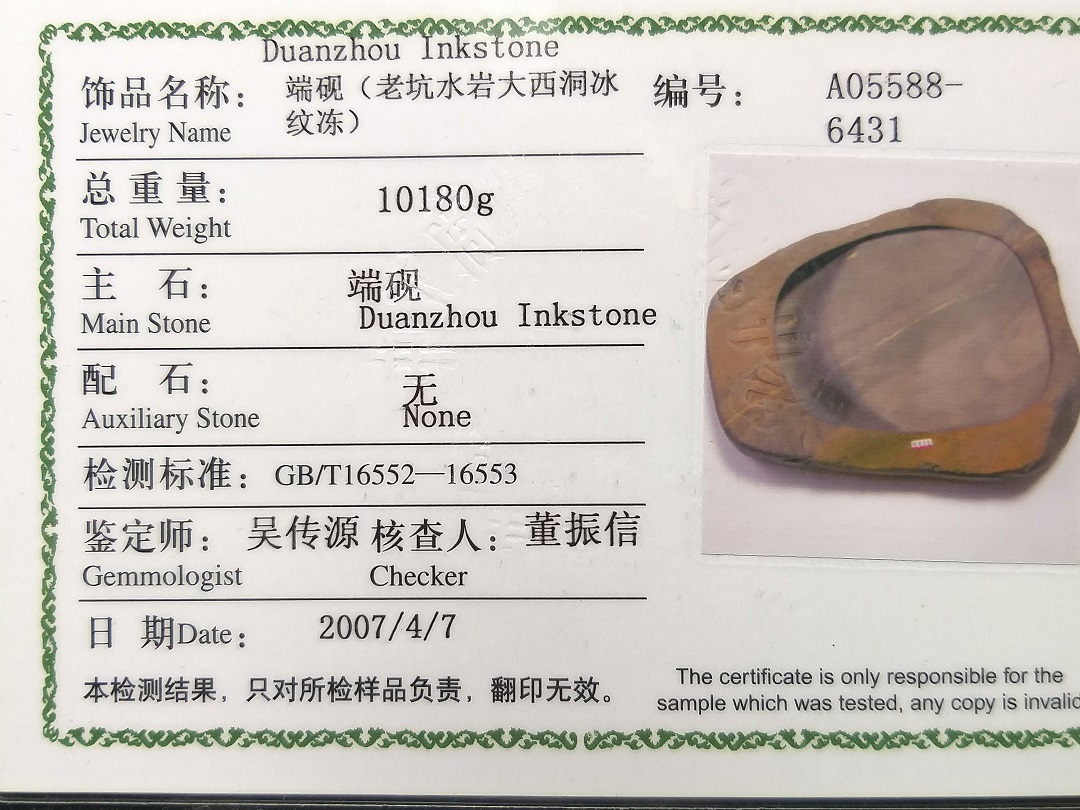 Duanzhou Inkstone
饰品名称： 端砚（老坑水岩大西洞冰
纹冻）
Jewelry Name
编号： A05588-
6431
总重量： 10180g
Total Weight
主 石： 端砚
Main Stone Duanzhou Inkstone
配 石： 无
Auxiliary Stone None
检测标准： GB/T16552—16553
鉴定师： 吴传源 核查人： 董振信
Gemmologist Checker
日 期Date： 2007/4/7
本检测结果，只对所检样品负责，翻印无效。
The certificate is only responsible for the
sample which was tested, any copy is invalid